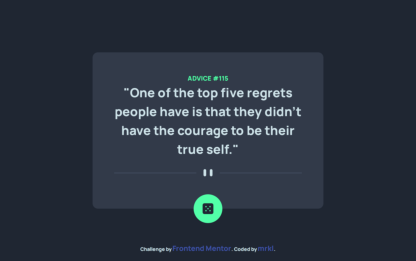 ADVICE #115
"One of the top five regrets
people have is that they didn't
have the courage to be their
true self."
Challenge by Frontend Mentor. Coded by mrkl.